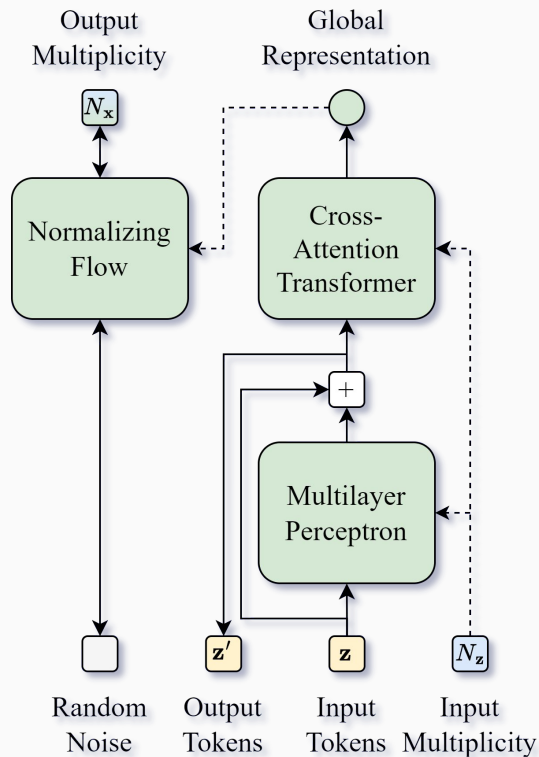 Output
Multiplicity
Global
Representation
N_x
Normalizing
Flow
Cross-
Attention
Transformer
+
Multilayer
Perceptron
z′
z
N_z
Random
Noise
Output
Tokens
Input
Tokens
Input
Multiplicity